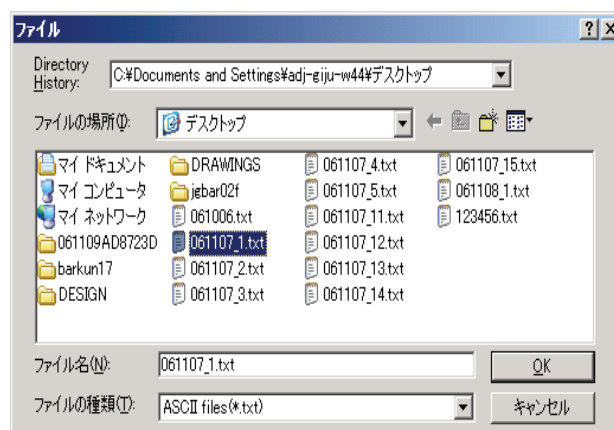 ファイル
Directory History: C:¥Documents and Settings¥adj-giju-w44¥デスクトップ
ファイルの場所(I): デスクトップ
マイ ドキュメント DRAWINGS 061107_4.txt 061107_15.txt
マイ コンピュータ jgbar02f 061107_5.txt 061108_1.txt
マイ ネットワーク 061006.txt 061107_11.txt 123456.txt
061109AD8723D 061107_1.txt 061107_12.txt
barkun17 061107_2.txt 061107_13.txt
DESIGN 061107_3.txt 061107_14.txt
ファイル名(N): 061107_1.txt OK
ファイルの種類(T): ASCII files(*.txt) キャンセル